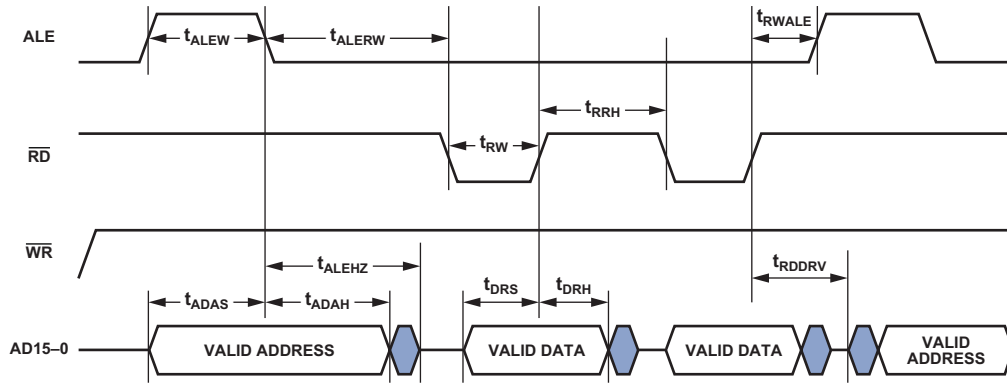 ALE
tALEW
tALERW
tRWALE
RD
tRW
tRRH
WR
tALEHZ
tRDDRV
tADAS
tADAH
tDRS
tDRH
AD15–0
VALID ADDRESS
VALID DATA
VALID DATA
VALID
ADDRESS